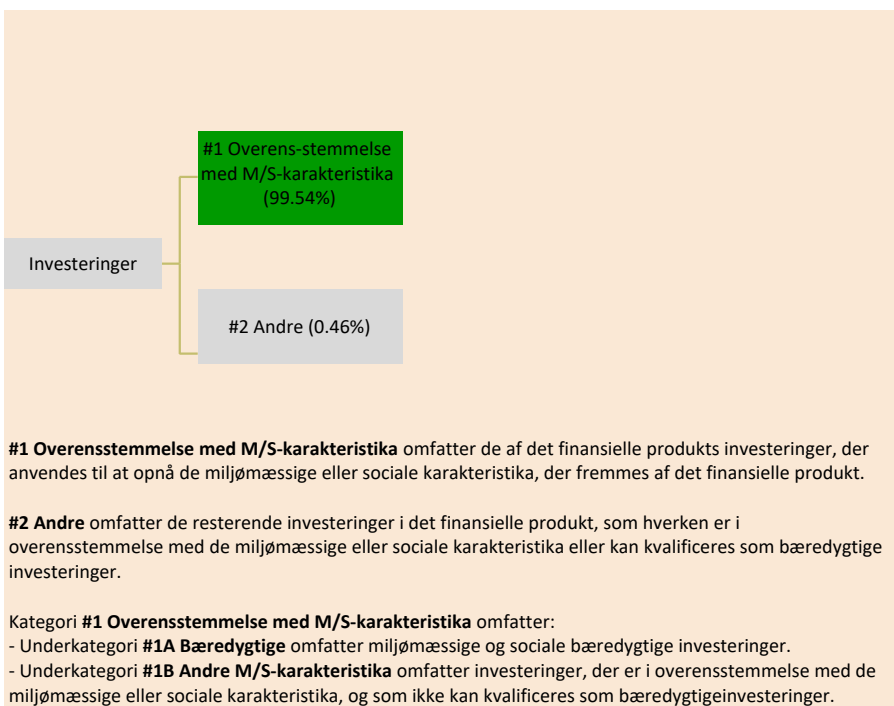 #1 Overens-stemmelse
med M/S-karakteristika
(99.54%)
Investeringer
#2 Andre (0.46%)
#1 Overensstemmelse med M/S-karakteristika omfatter de af det finansielle produkts investeringer, der
anvendes til at opnå de miljømæssige eller sociale karakteristika, der fremmes af det finansielle produkt.
#2 Andre omfatter de resterende investeringer i det finansielle produkt, som hverken er i
overensstemmelse med de miljømæssige eller sociale karakteristika eller kan kvalificeres som bæredygtige
investeringer.
Kategori #1 Overensstemmelse med M/S-karakteristika omfatter:
- Underkategori #1A Bæredygtige omfatter miljømæssige og sociale bæredygtige investeringer.
- Underkategori #1B Andre M/S-karakteristika omfatter investeringer, der er i overensstemmelse med de
miljømæssige eller sociale karakteristika, og som ikke kan kvalificeres som bæredygtigeinvesteringer.